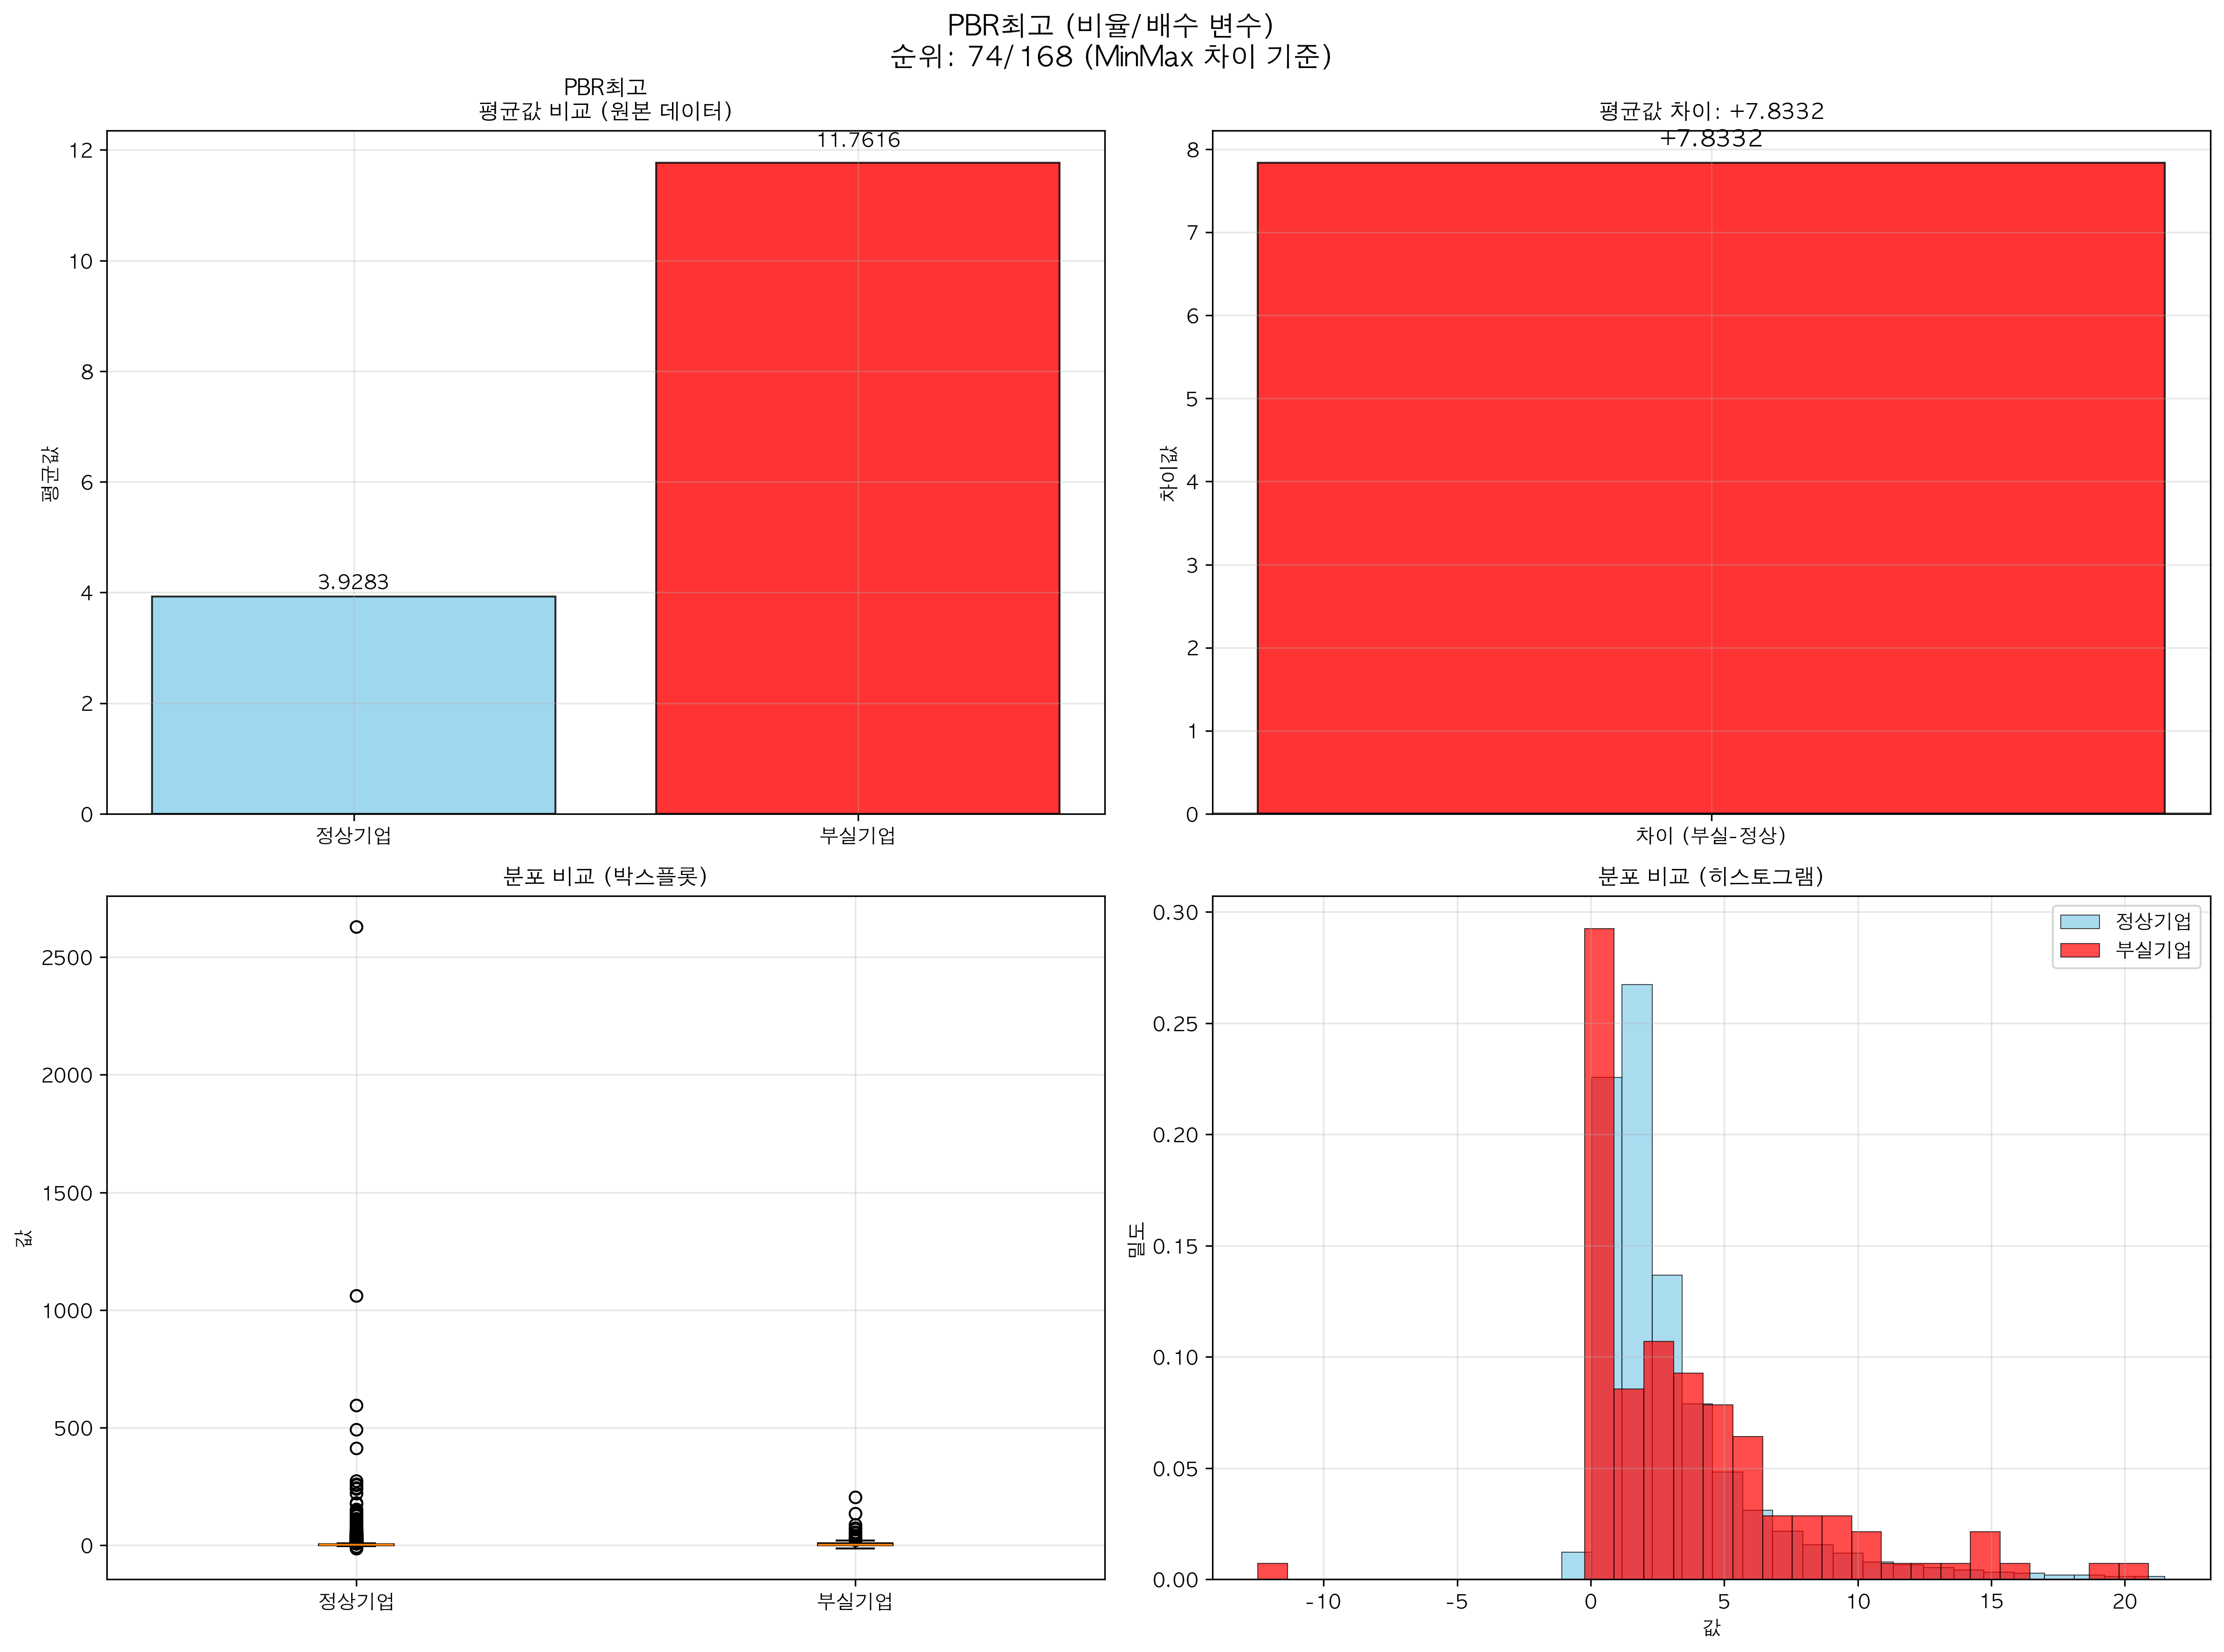 PBR최고 (비율/배수 변수)
순위: 74/168 (MinMax 차이 기준)
PBR최고
평균값 비교 (원본 데이터)
12
10
8
6
4
2
0
평균값
3.9283
11.7616
정상기업
부실기업
평균값 차이: +7.8332
+7.8332
8
7
6
5
4
3
2
1
0
차이값
차이 (부실-정상)
분포 비교 (박스플롯)
2500
2000
1500
1000
500
0
값
정상기업
부실기업
분포 비교 (히스토그램)
정상기업
부실기업
0.30
0.25
0.20
0.15
0.10
0.05
0.00
밀도
-10
-5
0
5
10
15
20
값